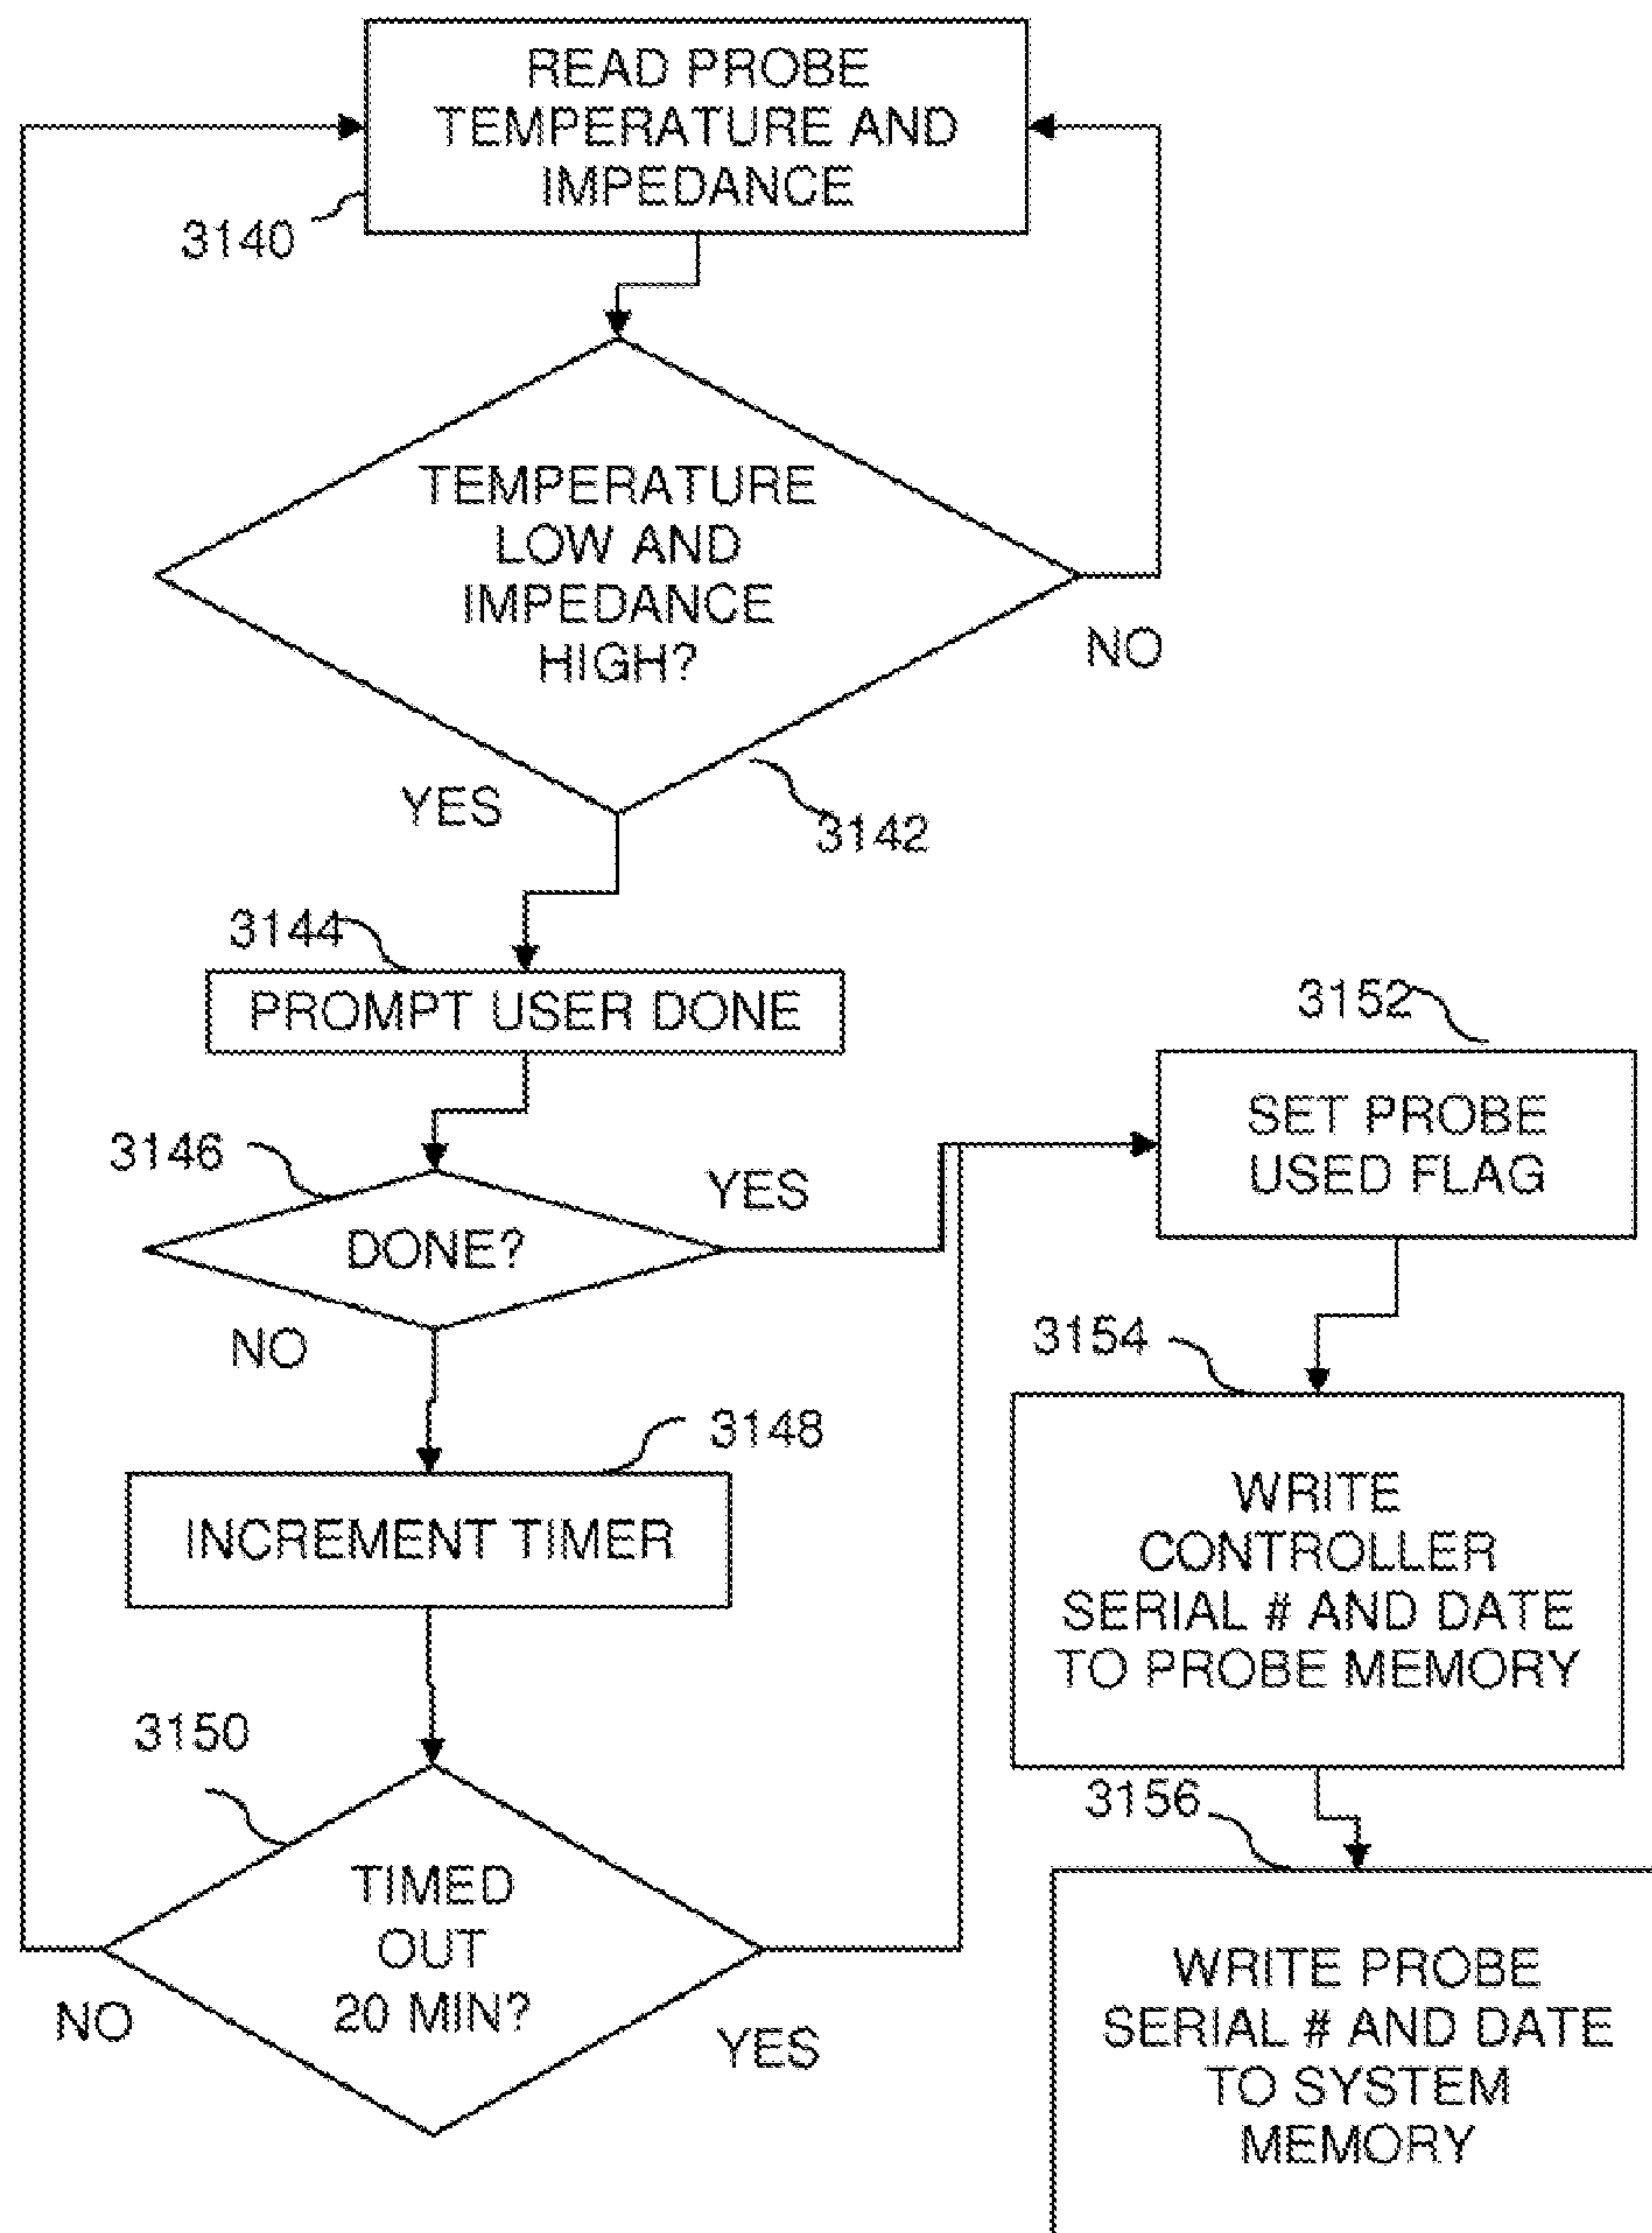 READ PROBE
TEMPERATURE AND
IMPEDANCE
3140
TEMPERATURE
LOW AND
IMPEDANCE
HIGH?
NO
YES
3142
3144
PROMPT USER DONE
3146
DONE?
YES
NO
3148
INCREMENT TIMER
3150
TIMED
OUT
20 MIN?
NO
YES
3152
SET PROBE
USED FLAG
3154
WRITE
CONTROLLER
SERIAL # AND DATE
TO PROBE MEMORY
3156
WRITE PROBE
SERIAL # AND DATE
TO SYSTEM
MEMORY